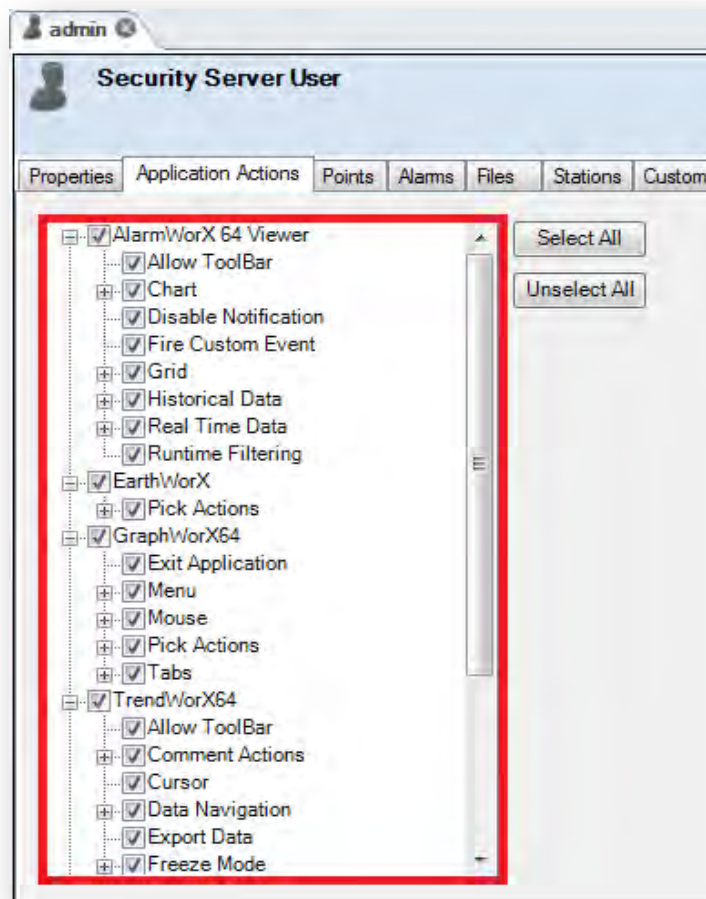 admin
Security Server User
Properties Application Actions Points Alarms Files Stations Custom
AlarmWorX 64 Viewer
Select All
Allow ToolBar
Chart
Unselect All
Disable Notification
Fire Custom Event
Grid
Historical Data
Real Time Data
Runtime Filtering
EarthWorX
Pick Actions
GraphWorX64
Exit Application
Menu
Mouse
Pick Actions
Tabs
TrendWorX64
Allow ToolBar
Comment Actions
Cursor
Data Navigation
Export Data
Freeze Mode